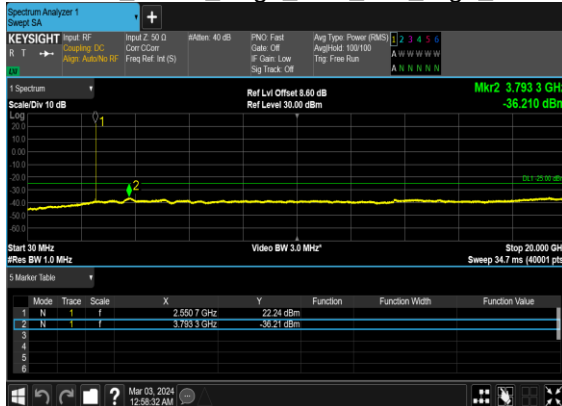 Spectrum Analyzer 1
Swept SA
+
KEYSIGHT
R T
LU
Input: RF
Coupling: DC
Align: Auto/No RF
Input Z: 50 Ω
Corr CCorr
Freq Ref: Int (S)
#Atten: 40 dB
PNO: Fast
Gate: Off
IF Gain: Low
Sig Track: Off
Avg Type: Power (RMS)
Avg|Hold: 100/100
Trig: Free Run
1 2 3 4 5 6
A W W W W W
A N N N N N
1 Spectrum
Scale/Div 10 dB
Ref Lvl Offset 8.60 dB
Ref Level 30.00 dBm
Mkr2 3.793 3 GHz
-36.210 dBm
Log
20.0
10.0
0.00
-10.0
-20.0
-30.0
-40.0
-50.0
-60.0
1
2
DL1 -25.00 dBm
Start 30 MHz
#Res BW 1.0 MHz
Video BW 3.0 MHz*
Stop 20.000 GHz
Sweep 34.7 ms (40001 pts)
5 Marker Table
Mode Trace Scale X Y Function Function Width Function Value
1 N 1 f 2.550 7 GHz 22.24 dBm
2 N 1 f 3.793 3 GHz -36.21 dBm
3
4
5
6
?
Mar 03, 2024
12:58:32 AM